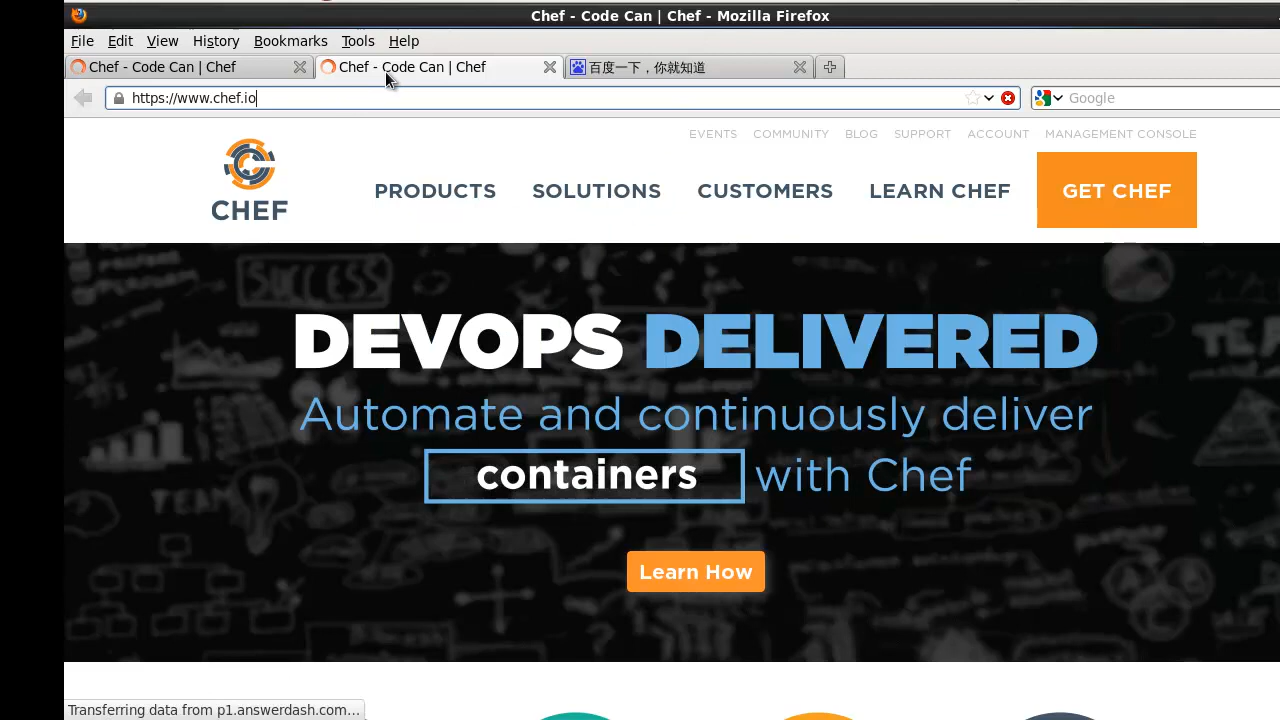 Chef - Code Can | Chef - Mozilla Firefox
File Edit View History Bookmarks Tools Help
Chef - Code Can | Chef Chef - Code Can | Chef 百度一下，你就知道
https://www.chef.io Google
EVENTS COMMUNITY BLOG SUPPORT ACCOUNT MANAGEMENT CONSOLE
CHEF PRODUCTS SOLUTIONS CUSTOMERS LEARN CHEF GET CHEF
SUCCESS
DEVOPS DELIVERED
TEAM
Automate and continuously deliver
containers with Chef
TEAM
Learn How
Transferring data from p1.answerdash.com...